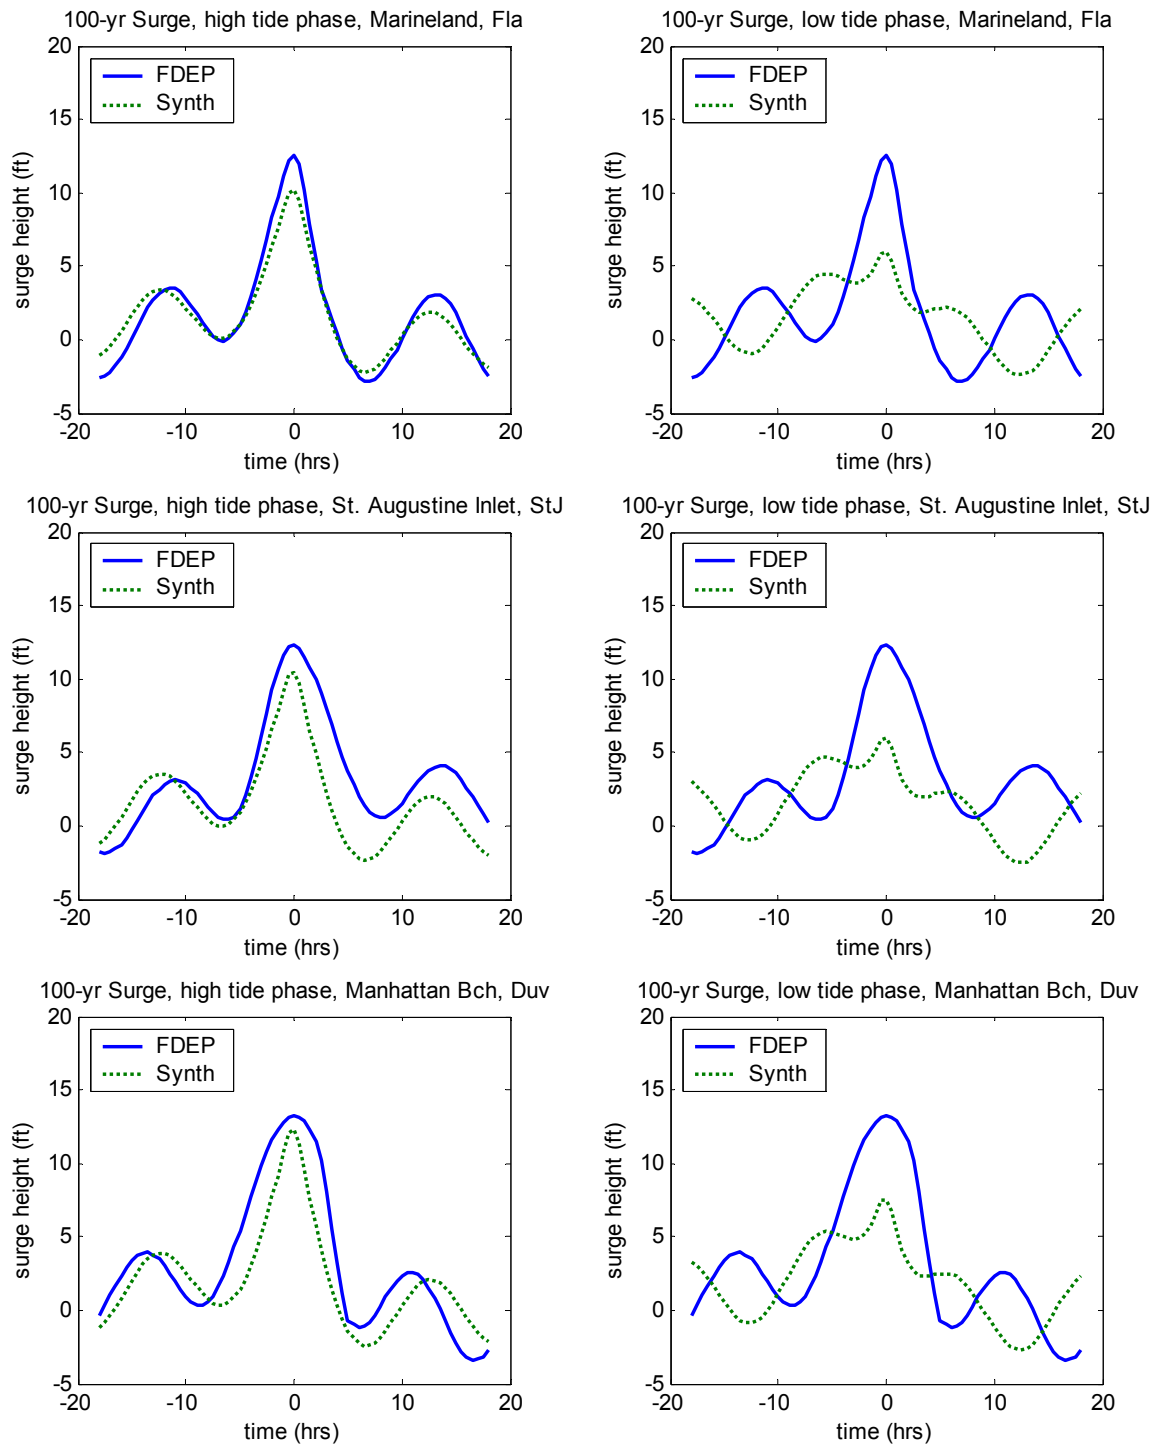 100-yr Surge, high tide phase, Marineland, Fla
20
15
10
5
0
-5
surge height (ft)
FDEP
Synth
-20
-10
0
10
20
time (hrs)
100-yr Surge, low tide phase, Marineland, Fla
20
15
10
5
0
-5
surge height (ft)
FDEP
Synth
-20
-10
0
10
20
time (hrs)
100-yr Surge, high tide phase, St. Augustine Inlet, StJ
20
15
10
5
0
-5
surge height (ft)
FDEP
Synth
-20
-10
0
10
20
time (hrs)
100-yr Surge, low tide phase, St. Augustine Inlet, StJ
20
15
10
5
0
-5
surge height (ft)
FDEP
Synth
-20
-10
0
10
20
time (hrs)
100-yr Surge, high tide phase, Manhattan Bch, Duv
20
15
10
5
0
-5
surge height (ft)
FDEP
Synth
-20
-10
0
10
20
time (hrs)
100-yr Surge, low tide phase, Manhattan Bch, Duv
20
15
10
5
0
-5
surge height (ft)
FDEP
Synth
-20
-10
0
10
20
time (hrs)